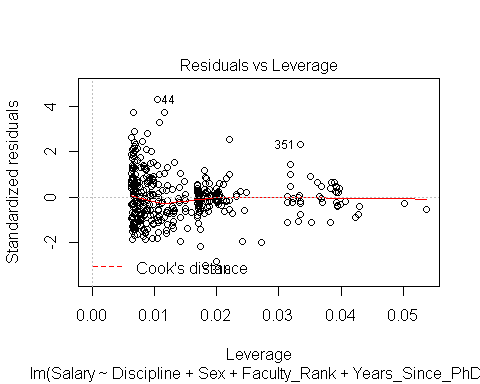 Residuals vs Leverage
Standardized residuals
4
2
0
-2
44
351
Cook's distance
0.00 0.01 0.02 0.03 0.04 0.05
Leverage
lm(Salary ~ Discipline + Sex + Faculty_Rank + Years_Since_PhD